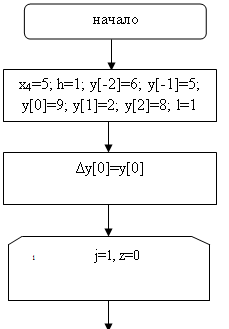 начало
x₄=5; h=1; y[-2]=6; y[-1]=5;
y[0]=9; y[1]=2; y[2]=8; l=1
Δy[0]=y[0]
1 j=1, z=0